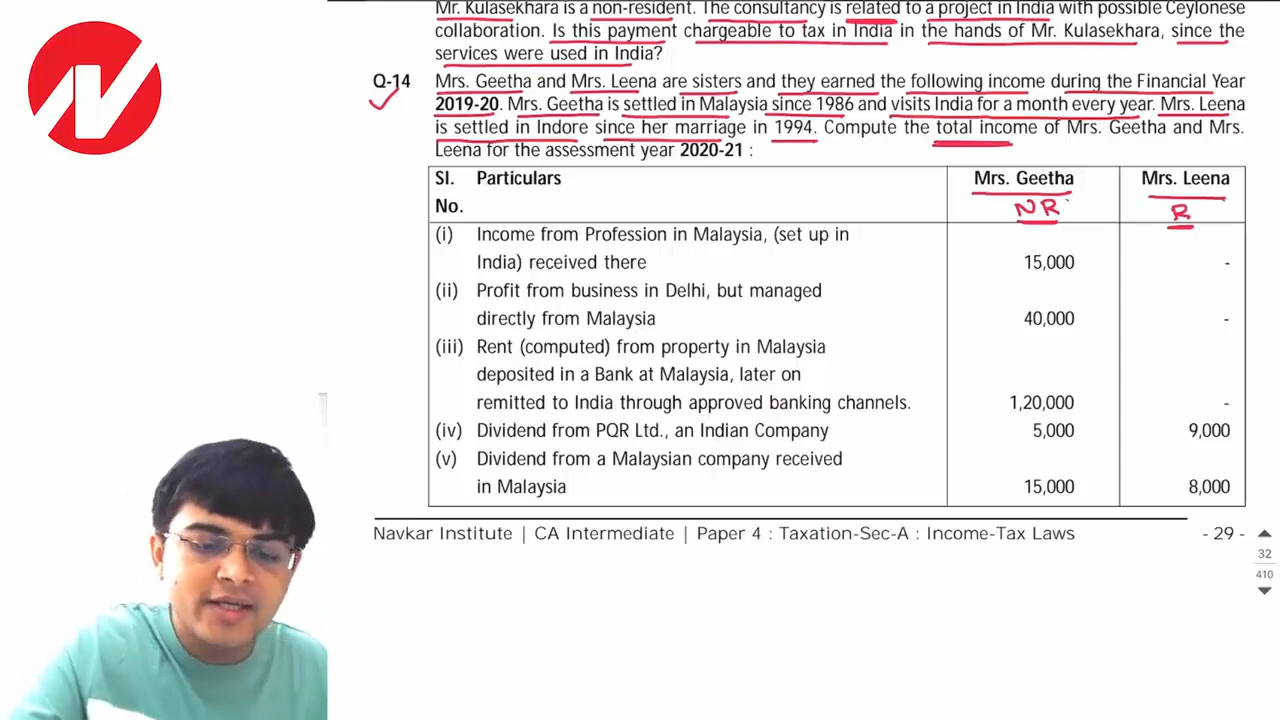 Mr. Kulasekhara is a non-resident. The consultancy is related to a project in India with possible Ceylonese
collaboration. Is this payment chargeable to tax in India in the hands of Mr. Kulasekhara, since the
services were used in India?
Q-14 Mrs. Geetha and Mrs. Leena are sisters and they earned the following income during the Financial Year
2019-20. Mrs. Geetha is settled in Malaysia since 1986 and visits India for a month every year. Mrs. Leena
is settled in Indore since her marriage in 1994. Compute the total income of Mrs. Geetha and Mrs.
Leena for the assessment year 2020-21 :
Sl. Particulars Mrs. Geetha Mrs. Leena
No. NR R
(i) Income from Profession in Malaysia, (set up in
India) received there 15,000 -
(ii) Profit from business in Delhi, but managed
directly from Malaysia 40,000 -
(iii) Rent (computed) from property in Malaysia
deposited in a Bank at Malaysia, later on
remitted to India through approved banking channels. 1,20,000 -
(iv) Dividend from PQR Ltd., an Indian Company 5,000 9,000
(v) Dividend from a Malaysian company received
in Malaysia 15,000 8,000
Navkar Institute | CA Intermediate | Paper 4 : Taxation-Sec-A : Income-Tax Laws - 29 -
32
410